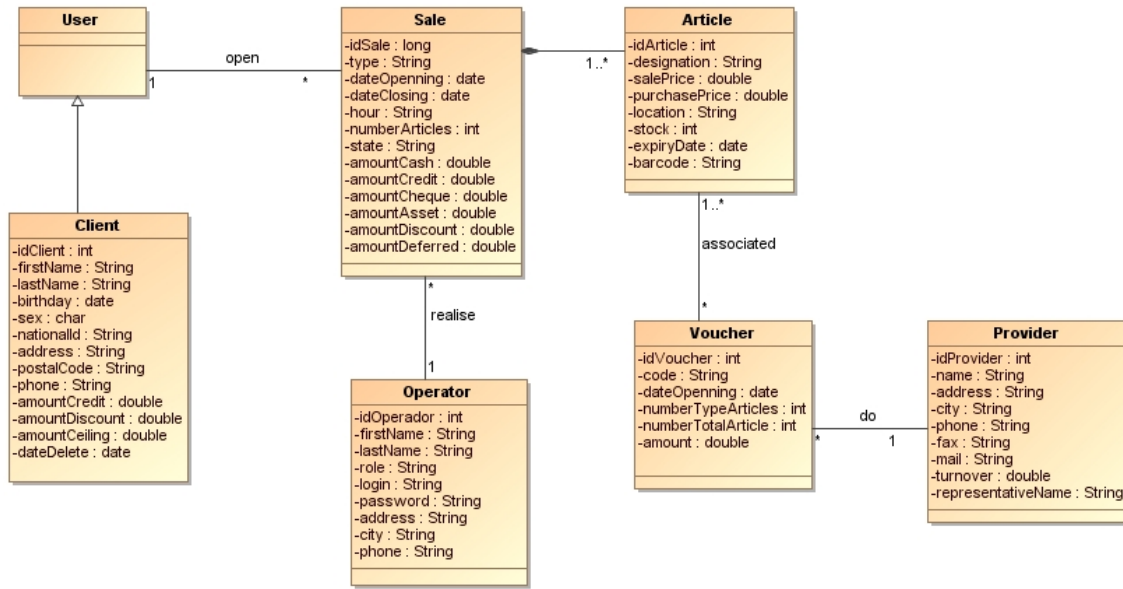 User
Sale
-idSale : long
-type : String
-dateOpenning : date
-dateClosing : date
-hour : String
-numberArticles : int
-state : String
-amountCash : double
-amountCredit : double
-amountCheque : double
-amountAsset : double
-amountDiscount : double
-amountDeferred : double
Article
-idArticle : int
-designation : String
-salePrice : double
-purchasePrice : double
-location : String
-stock : int
-expiryDate : date
-barcode : String
open
1
*
1..*
Client
-idClient : int
-firstName : String
-lastName : String
-birthday : date
-sex : char
-nationalId : String
-address : String
-postalCode : String
-phone : String
-amountCredit : double
-amountDiscount : double
-amountCeiling : double
-dateDelete : date
*
realise
1
1..*
associated
*
Operator
-idOperador : int
-firstName : String
-lastName : String
-role : String
-login : String
-password : String
-address : String
-city : String
-phone : String
Voucher
-idVoucher : int
-code : String
-dateOpenning : date
-numberTypeArticles : int
-numberTotalArticle : int
-amount : double
do
*
1
Provider
-idProvider : int
-name : String
-address : String
-city : String
-phone : String
-fax : String
-mail : String
-turnover : double
-representativeName : String